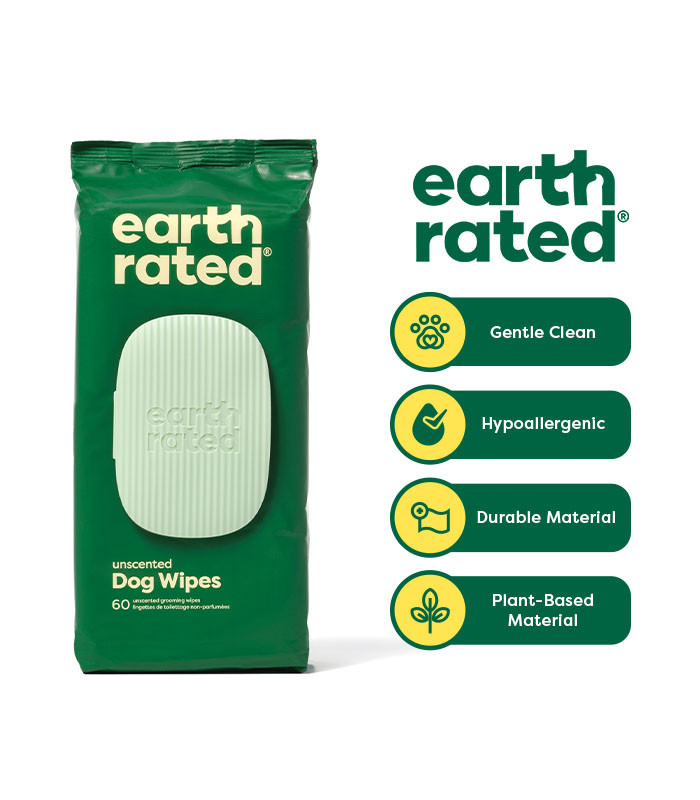 earth
rated®
earth
rated
unscented
Dog Wipes
60 unscented grooming wipes
lingettes de toilettage non-parfumées
earth
rated®
Gentle Clean
Hypoallergenic
Durable Material
Plant-Based
Material